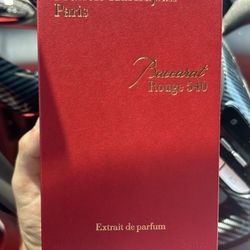 Paris
Baccarat
Rouge 540
Extrait de parfum